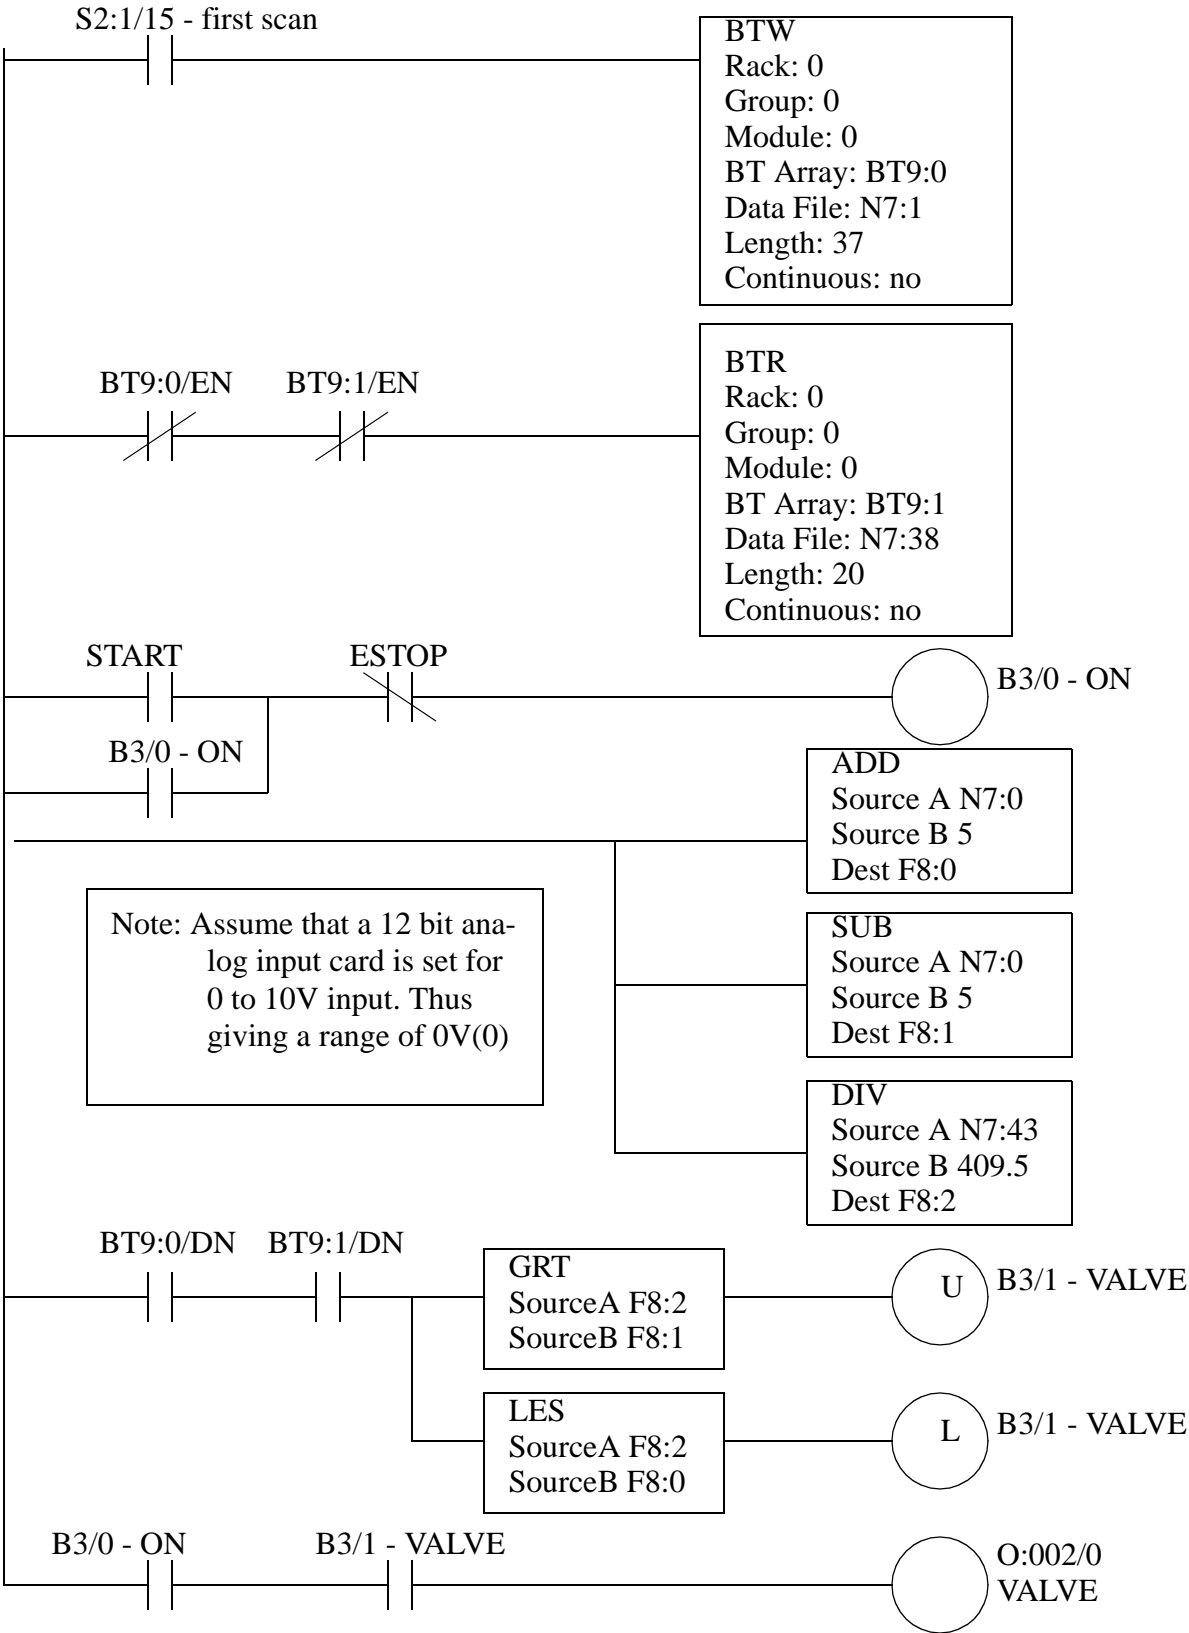 S2:1/15 - first scan
BTW
Rack: 0
Group: 0
Module: 0
BT Array: BT9:0
Data File: N7:1
Length: 37
Continuous: no
BT9:0/EN
BT9:1/EN
BTR
Rack: 0
Group: 0
Module: 0
BT Array: BT9:1
Data File: N7:38
Length: 20
Continuous: no
START
ESTOP
B3/0 - ON
B3/0 - ON
ADD
Source A N7:0
Source B 5
Dest F8:0
Note: Assume that a 12 bit ana-
log input card is set for
0 to 10V input. Thus
giving a range of 0V(0)
SUB
Source A N7:0
Source B 5
Dest F8:1
DIV
Source A N7:43
Source B 409.5
Dest F8:2
BT9:0/DN
BT9:1/DN
GRT
SourceA F8:2
SourceB F8:1
U
B3/1 - VALVE
LES
SourceA F8:2
SourceB F8:0
L
B3/1 - VALVE
B3/0 - ON
B3/1 - VALVE
O:002/0
VALVE